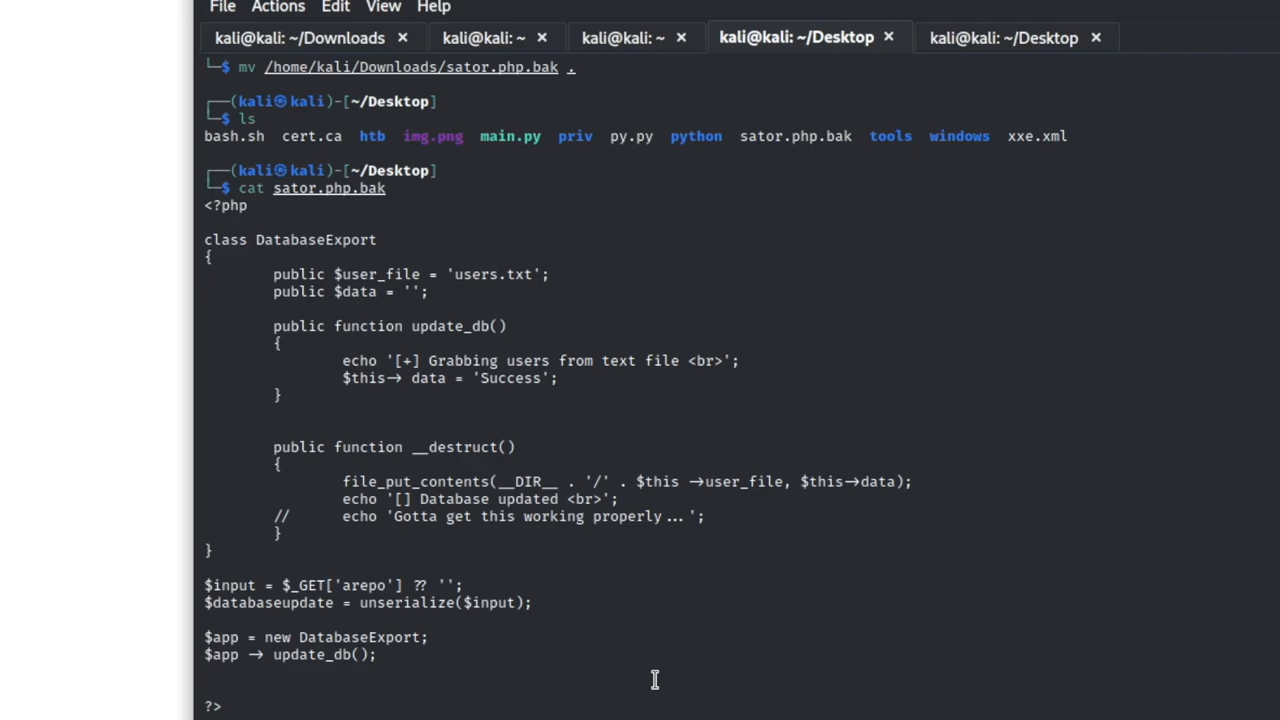 File Actions Edit View Help
kali@kali: ~/Downloads × kali@kali: ~ × kali@kali: ~ × kali@kali: ~/Desktop × kali@kali: ~/Desktop ×
└─$ mv /home/kali/Downloads/sator.php.bak .
┌──(kali㉿kali)-[~/Desktop]
└─$ ls
bash.sh cert.ca htb img.png main.py priv py.py python sator.php.bak tools windows xxe.xml
┌──(kali㉿kali)-[~/Desktop]
└─$ cat sator.php.bak
<?php
class DatabaseExport
{
public $user_file = 'users.txt';
public $data = '';
public function update_db()
{
echo '[+] Grabbing users from text file <br>';
$this→ data = 'Success';
}
public function __destruct()
{
file_put_contents(__DIR__ . '/' . $this →user_file, $this→data);
echo '[] Database updated <br>';
// echo 'Gotta get this working properly...';
}
}
$input = $_GET['arepo'] ?? '';
$databaseupdate = unserialize($input);
$app = new DatabaseExport;
$app → update_db();
?>